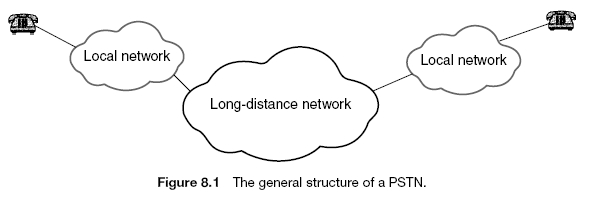 Local network
Local network
Long-distance network
Figure 8.1 The general structure of a PSTN.